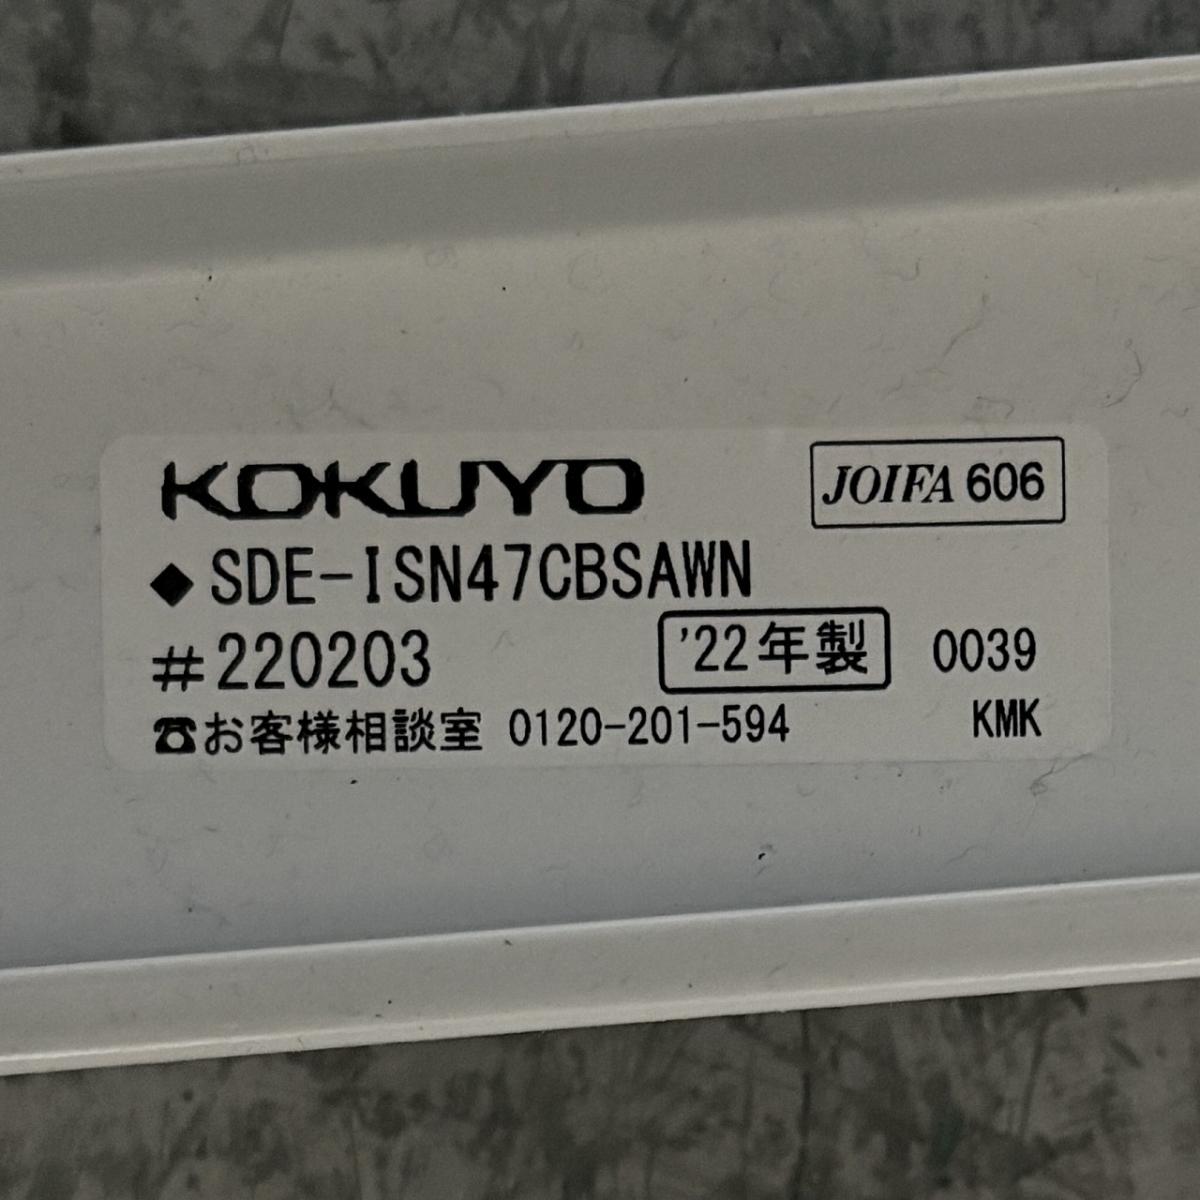 KOKUYO JOIFA 606
◆SDE-ISN47CBSAWN
#220203 '22年製 0039
☎お客様相談室 0120-201-594 KMK